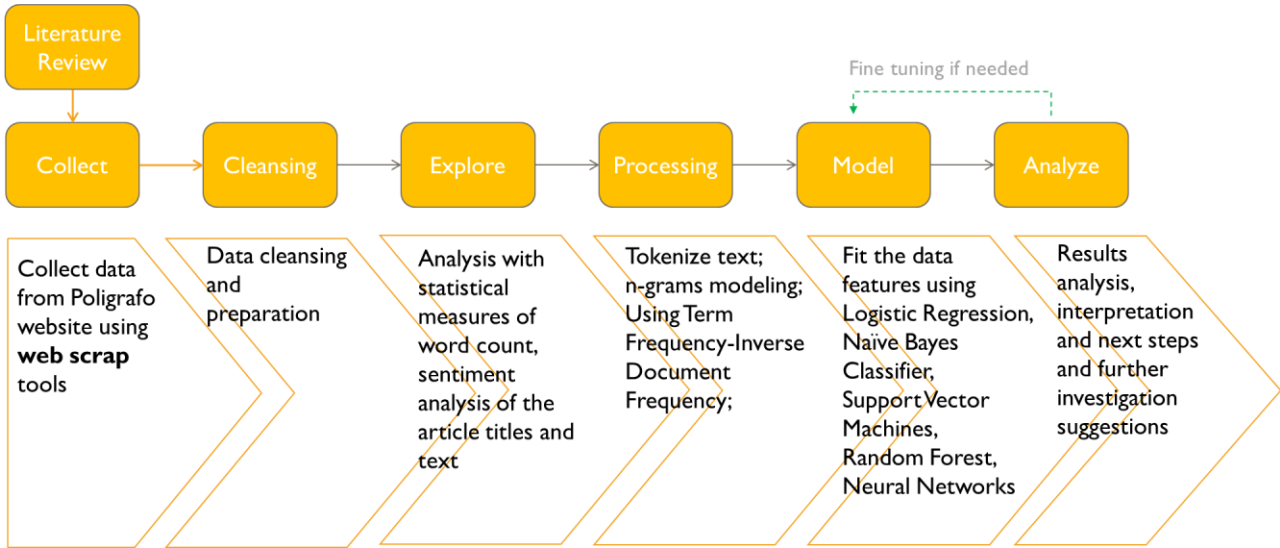 Literature
Review
Fine tuning if needed
Collect
Cleansing
Explore
Processing
Model
Analyze
Collect data
from Poligrafo
website using
web scrap
tools
Data cleansing
and
preparation
Analysis with
statistical
measures of
word count,
sentiment
analysis of the
article titles and
text
Tokenize text;
n-grams modeling;
Using Term
Frequency-Inverse
Document
Frequency;
Fit the data
features using
Logistic Regression,
Naïve Bayes
Classifier,
Support Vector
Machines,
Random Forest,
Neural Networks
Results
analysis,
interpretation
and next steps
and further
investigation
suggestions